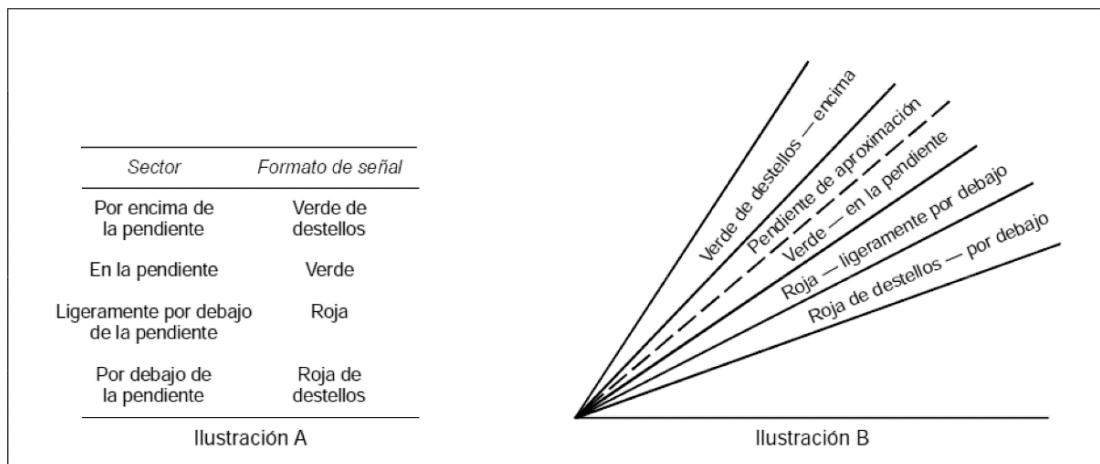 Sector Formato de señal
Por encima de Verde de
la pendiente destellos
En la pendiente Verde
Ligeramente por debajo Roja
de la pendiente
Por debajo de Roja de
la pendiente destellos
Ilustración A
Verde de destellos — encima
Pendiente de aproximación
Verde — en la pendiente
Roja — ligeramente por debajo
Roja de destellos — por debajo
Ilustración B